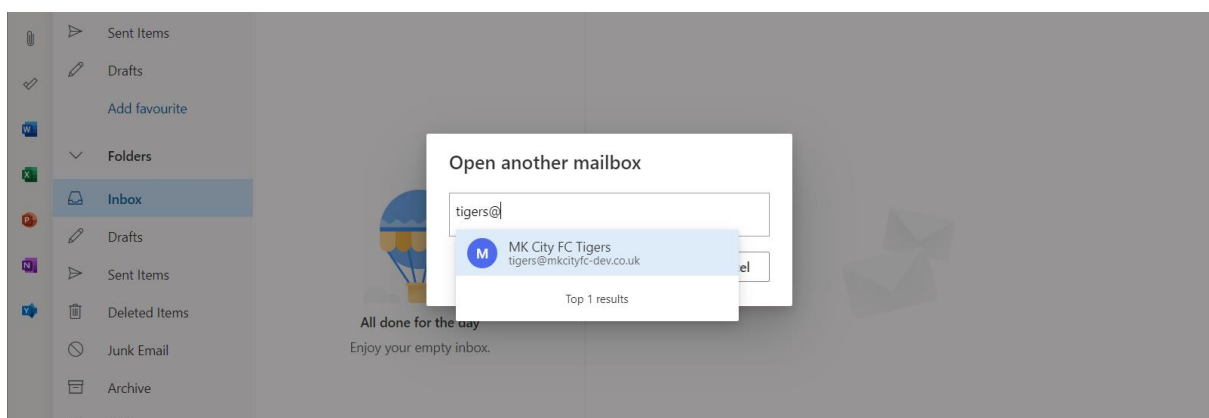 Sent Items
Drafts
Add favourite
Folders
Inbox
Drafts
Sent Items
Deleted Items
Junk Email
Archive
All done for the day
Enjoy your empty inbox.
Open another mailbox
tigers@
M
MK City FC Tigers
tigers@mkcityfc-dev.co.uk
el
Top 1 results